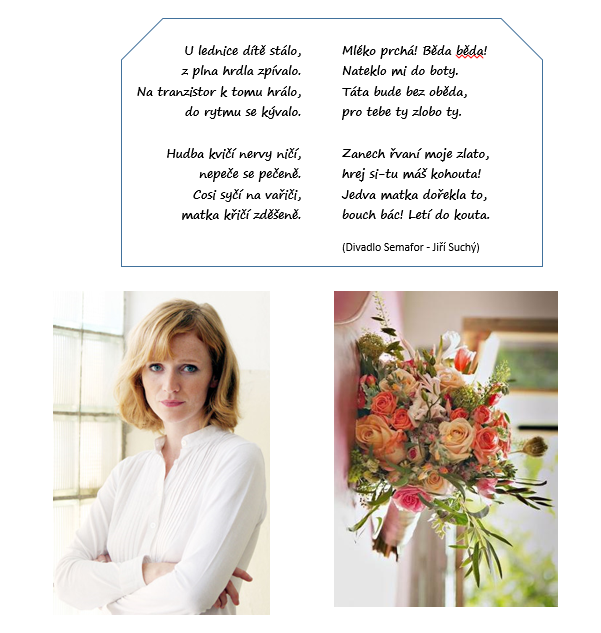 U lednice dítě stálo,
z plna hrdla zpívalo.
Na tranzistor k tomu hrálo,
do rytmu se kývalo.

Hudba kvičí nervy ničí,
nepeče se pečeně.
Cosi syčí na vařiči,
matka křičí zděšeně.

Mléko prchá! Běda běda!
Nateklo mi do boty.
Táta bude bez oběda,
pro tebe ty zlobo ty.

Zanech řvaní moje zlato,
hrej si-tu máš kohouta!
Jedva matka dořekla to,
bouch bác! Letí do kouta.

(Divadlo Semafor - Jiří Suchý)